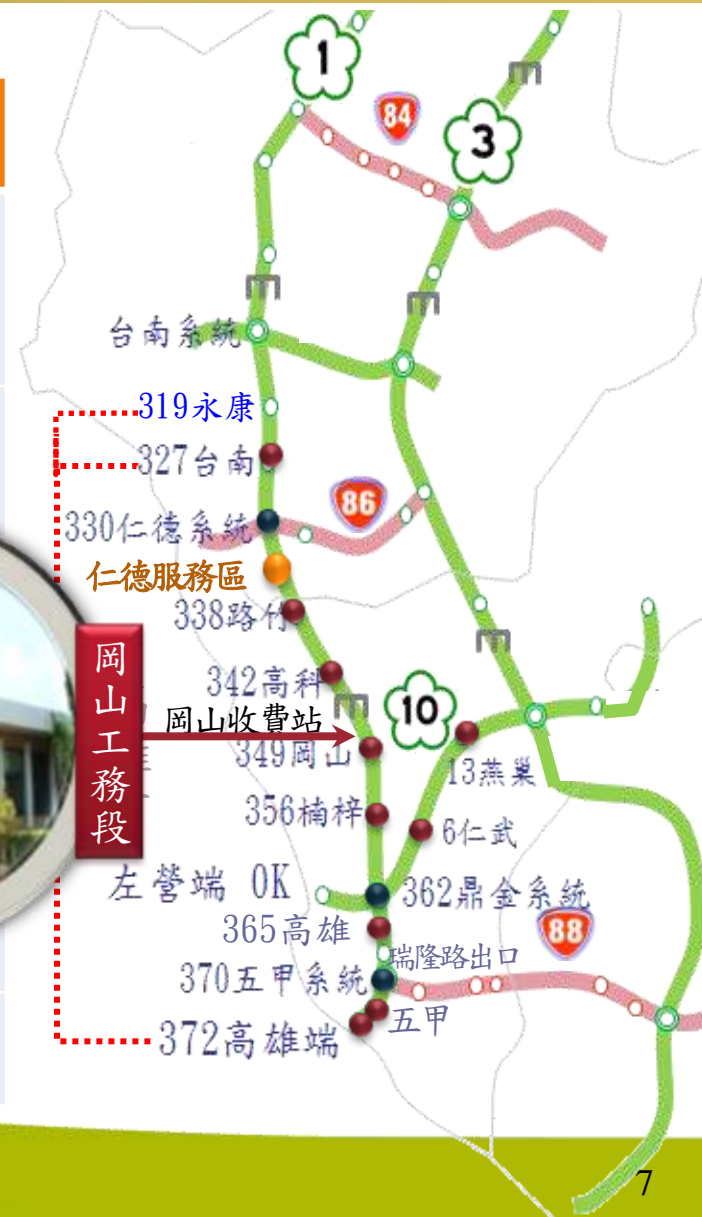 1
84
3
台南系統
319永康
327台南
86
330仁德系統
仁德服務區
338路竹
342高科
岡山工務段
10
岡山收費站
349岡山
13燕巢
356楠梓
6仁武
左營端 0K
362鼎金系統
365高雄
88
瑞隆路出口
370五甲系統
五甲
372高雄端
7